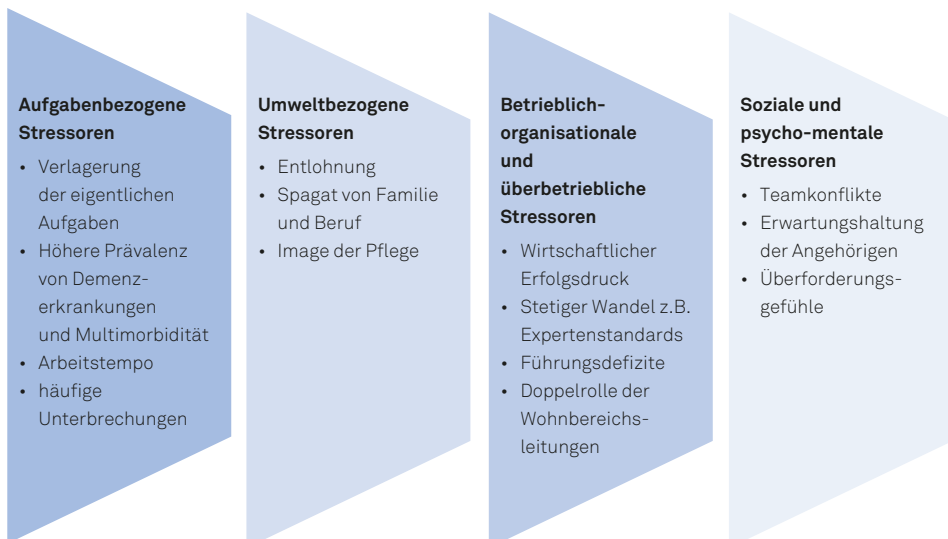 Aufgabenbezogene
Stressoren
• Verlagerung
der eigentlichen
Aufgaben
• Höhere Prävalenz
von Demenz-
erkrankungen
und Multimorbidität
• Arbeitstempo
• häufige
Unterbrechungen
Umweltbezogene
Stressoren
• Entlohnung
• Spagat von Familie
und Beruf
• Image der Pflege
Betrieblich-
organisationale
und
überbetriebliche
Stressoren
• Wirtschaftlicher
Erfolgsdruck
• Stetiger Wandel z.B.
Expertenstandards
• Führungsdefizite
• Doppelrolle der
Wohnbereichs-
leitungen
Soziale und
psycho-mentale
Stressoren
• Teamkonflikte
• Erwartungshaltung
der Angehörigen
• Überforderungs-
gefühle